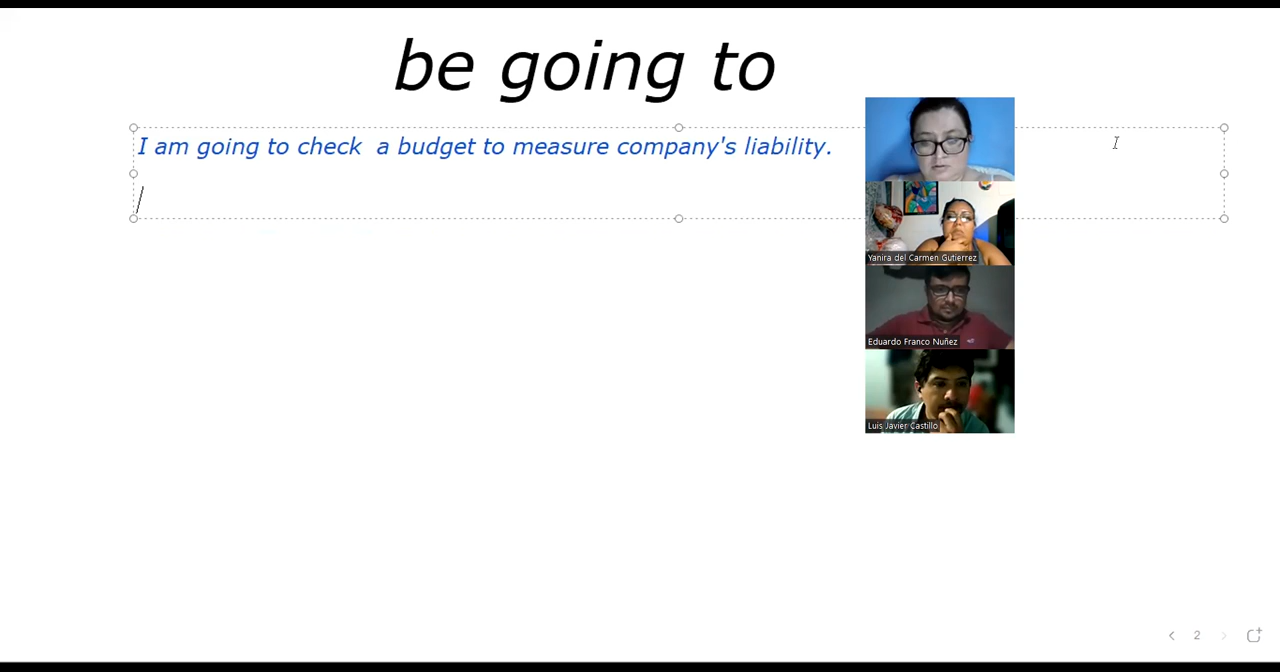 be going to
I am going to check  a budget to measure company's liability.
Yanira del Carmen Gutierrez
Eduardo Franco Nuñez
Luis Javier Castillo
2